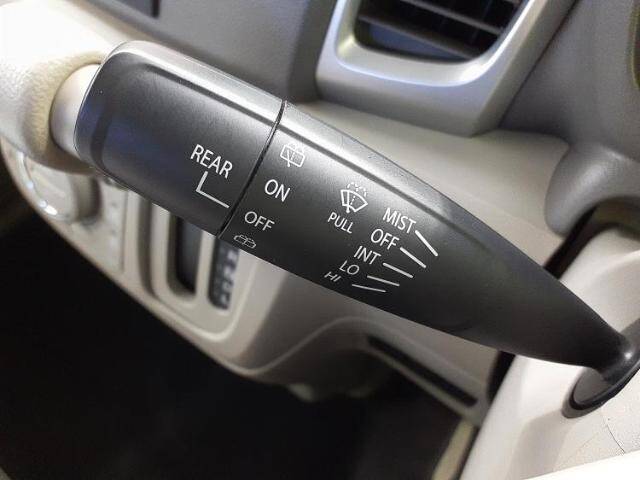 REAR
ON
OFF
PULL
MIST
OFF
INT
LO
HI